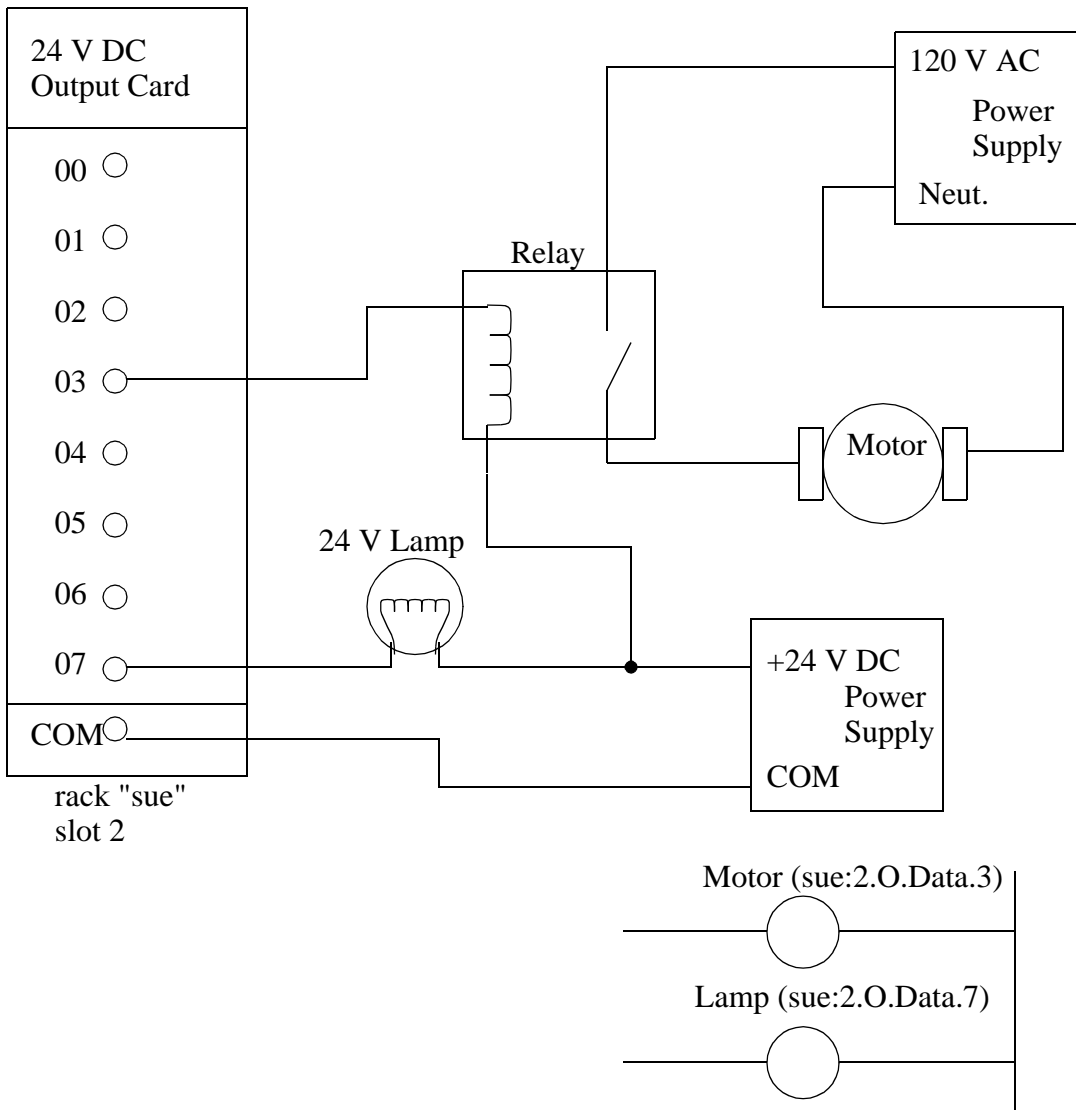 24 V DC
Output Card
00
01
02
03
04
05
06
07
COM
rack "sue"
slot 2
Relay
24 V Lamp
120 V AC
Power
Supply
Neut.
Motor
+24 V DC
Power
Supply
COM
Motor (sue:2.O.Data.3)
Lamp (sue:2.O.Data.7)